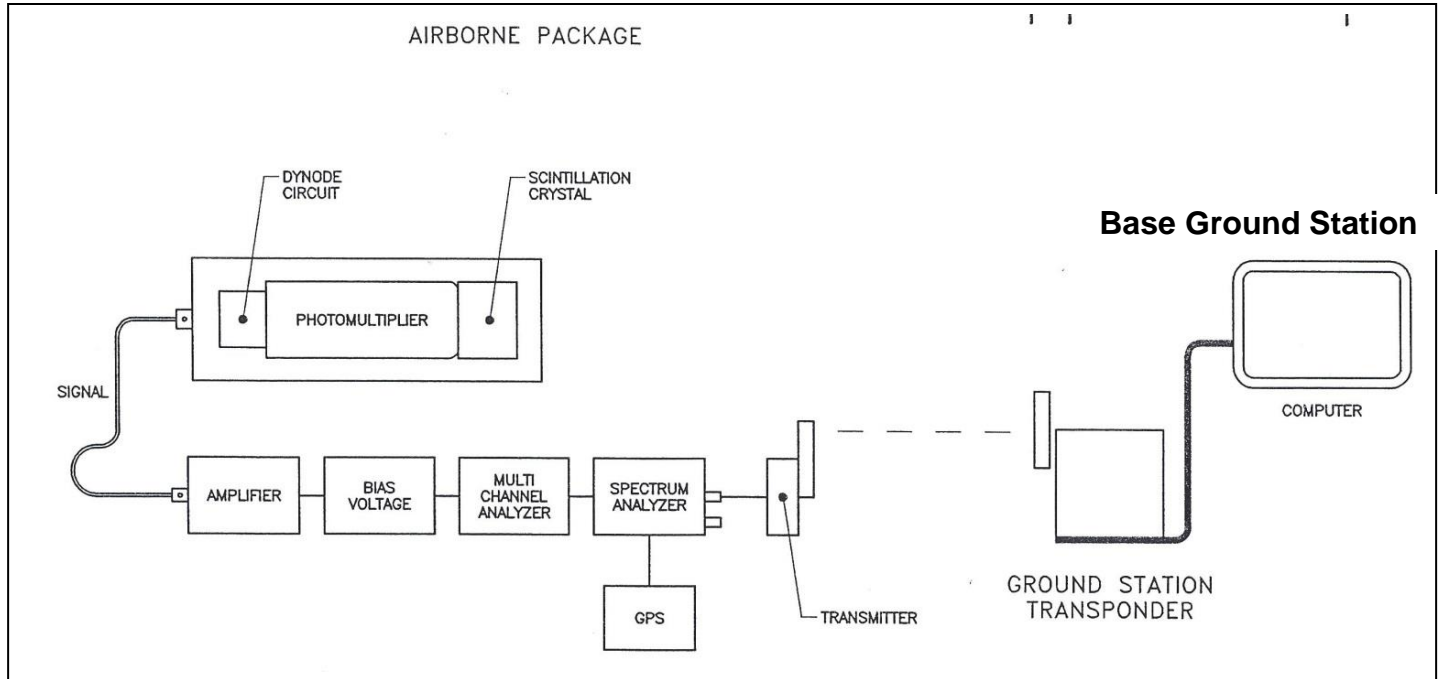 AIRBORNE PACKAGE
DYNODE
CIRCUIT
SCINTILLATION
CRYSTAL
Base Ground Station
PHOTOMULTIPLIER
SIGNAL
COMPUTER
AMPLIFIER
BIAS
VOLTAGE
MULTI
CHANNEL
ANALYZER
SPECTRUM
ANALYZER
GPS
TRANSMITTER
GROUND STATION
TRANSPONDER